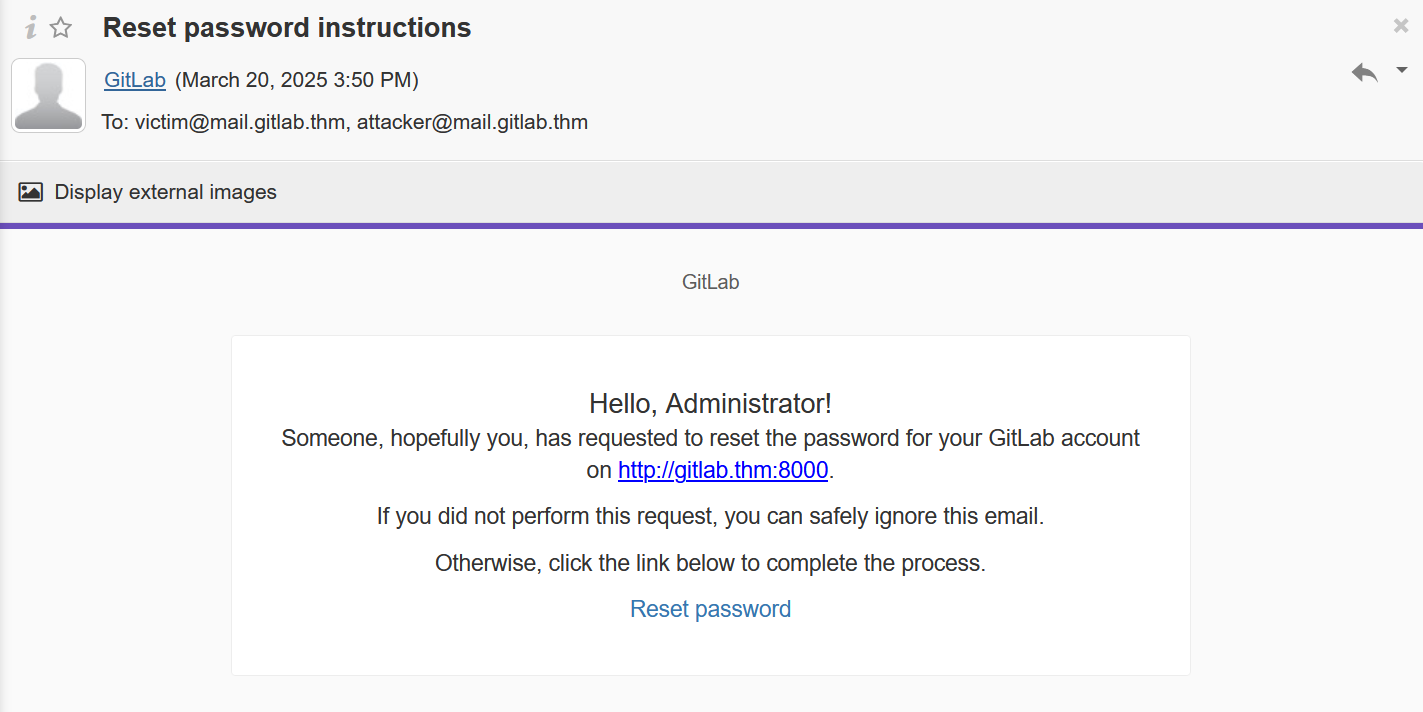 Reset password instructions
GitLab (March 20, 2025 3:50 PM)
To: victim@mail.gitlab.thm, attacker@mail.gitlab.thm
Display external images
GitLab
Hello, Administrator!
Someone, hopefully you, has requested to reset the password for your GitLab account
on http://gitlab.thm:8000.
If you did not perform this request, you can safely ignore this email.
Otherwise, click the link below to complete the process.
Reset password